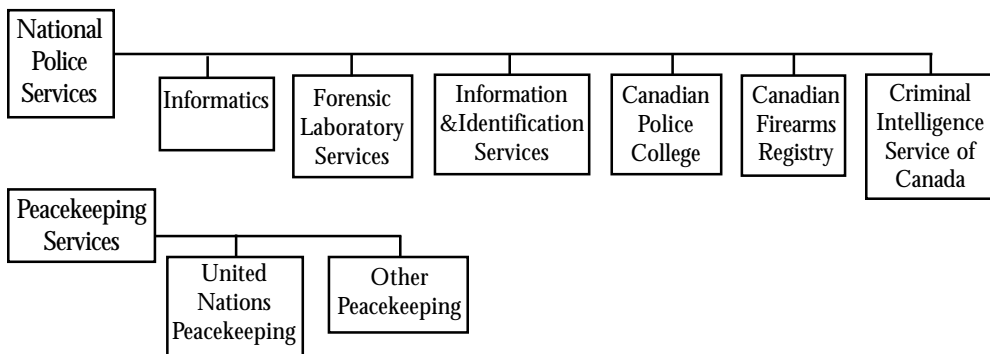 National
Police
Services
Informatics
Forensic
Laboratory
Services
Information
&Identification
Services
Canadian
Police
College
Canadian
Firearms
Registry
Criminal
Intelligence
Service of
Canada
Peacekeeping
Services
United
Nations
Peacekeeping
Other
Peacekeeping